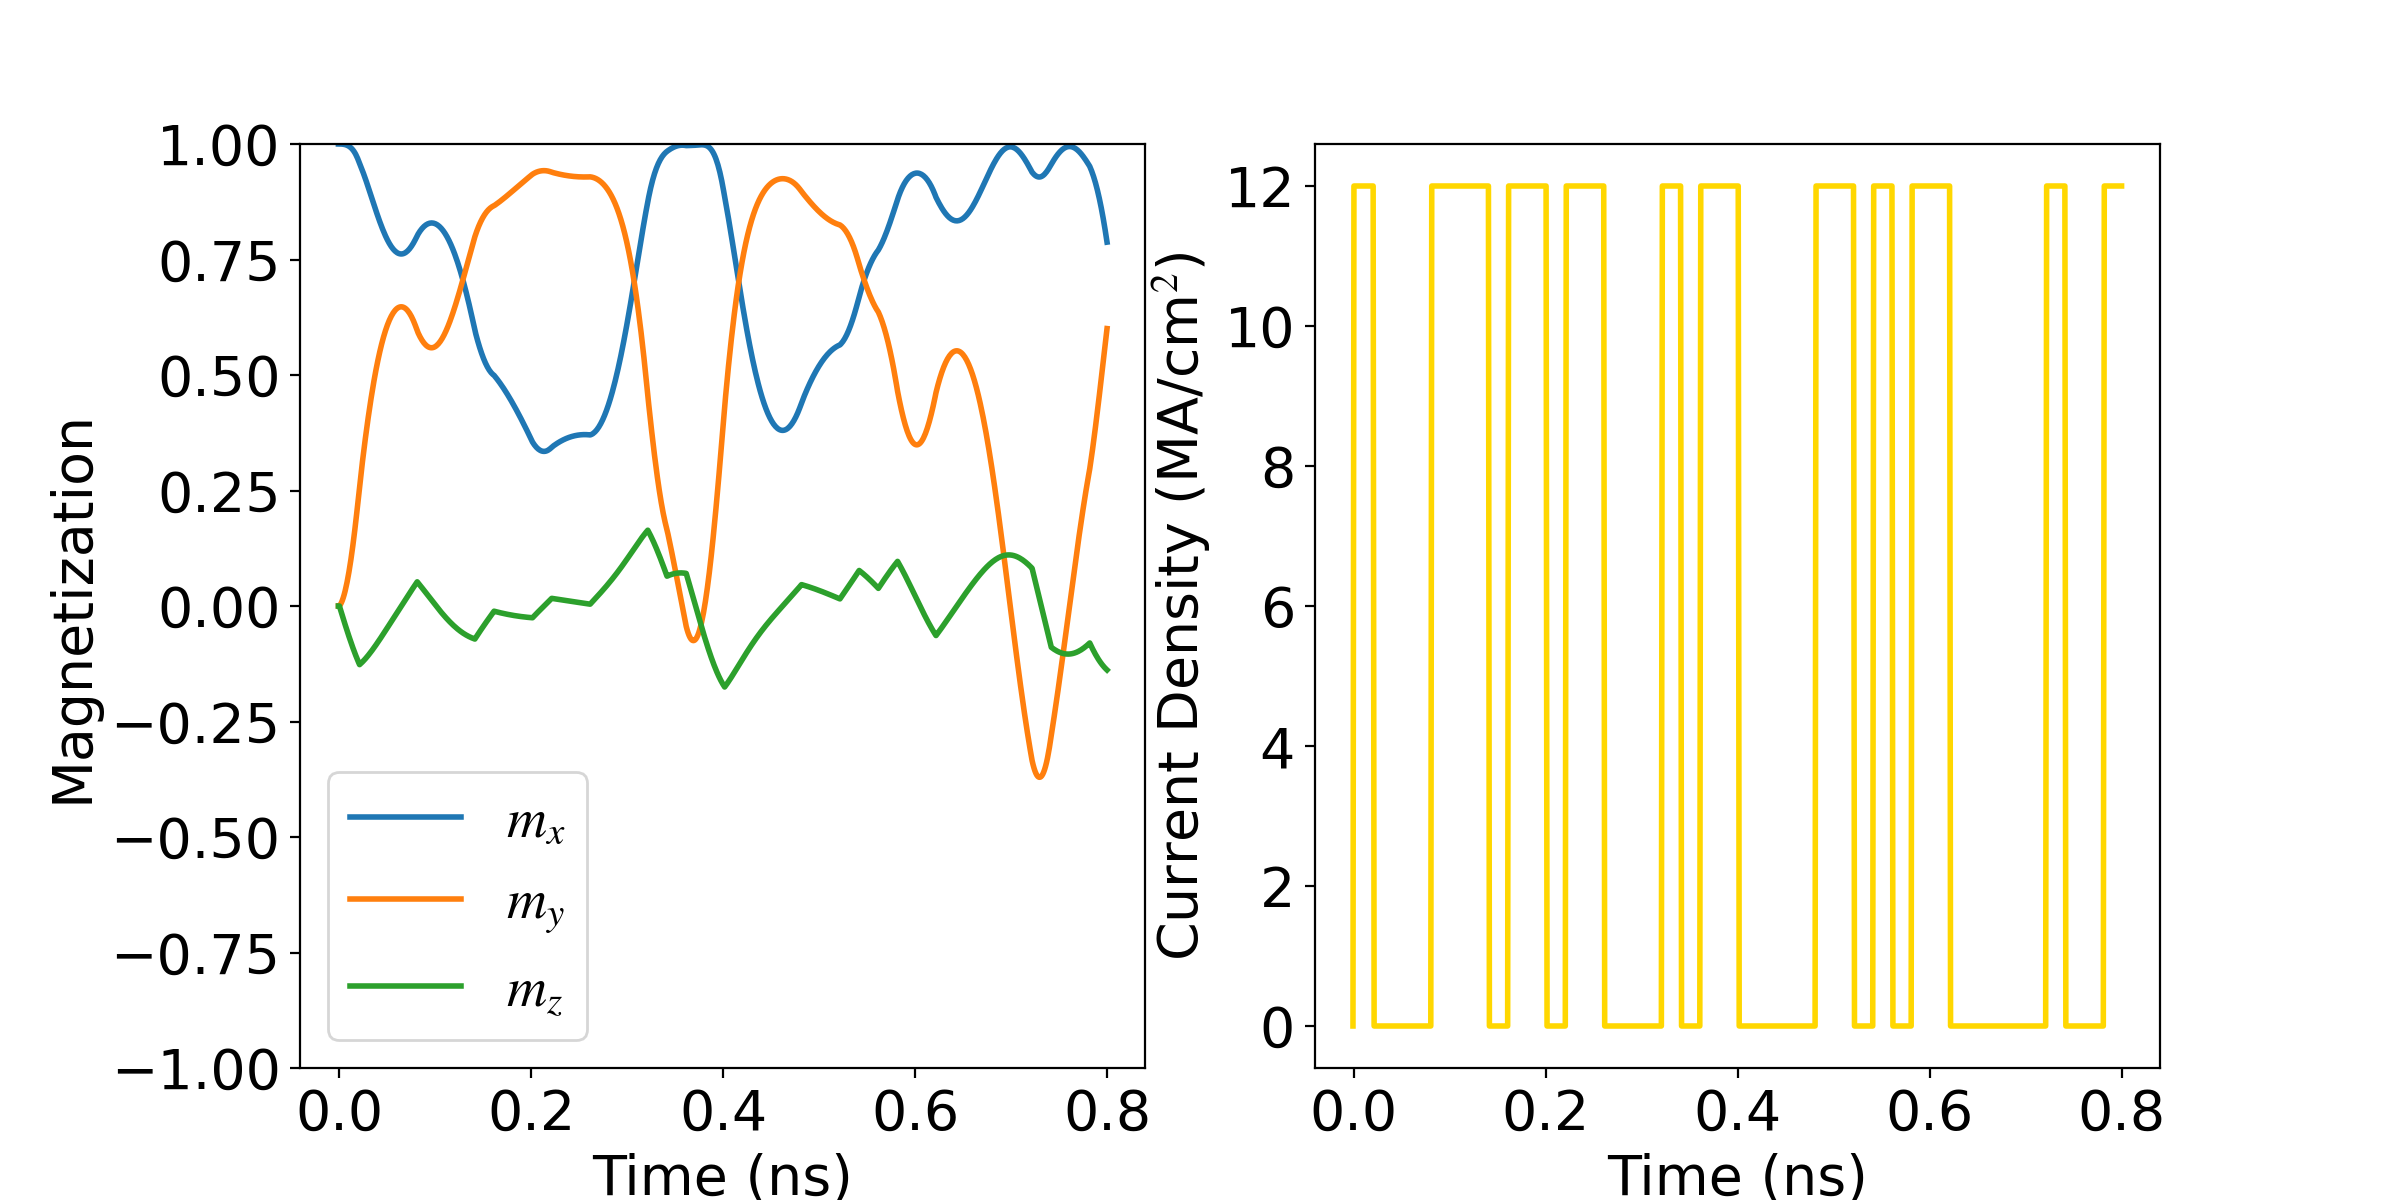 1.00
0.75
0.50
0.25
0.00
−0.25
−0.50
−0.75
−1.00
Magnetization
m_x
m_y
m_z
0.0 0.2 0.4 0.6 0.8
Time (ns)
12
10
8
6
4
2
0
Current Density (MA/cm²)
0.0 0.2 0.4 0.6 0.8
Time (ns)